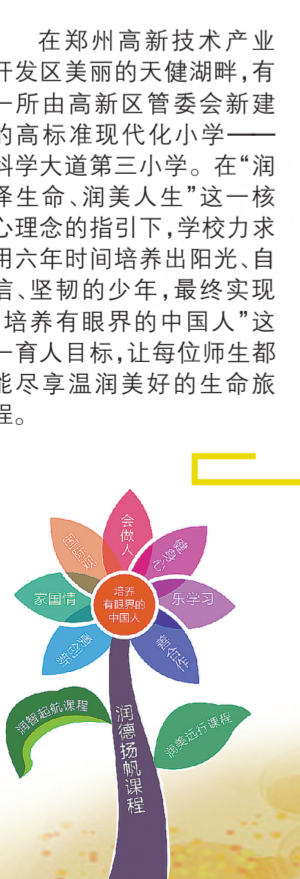 在郑州高新技术产业
开发区美丽的天健湖畔,有
一所由高新区管委会新建
的高标准现代化小学——
科学大道第三小学。在“润
泽生命、润美人生”这一核
心理念的指引下,学校力求
用六年时间培养出阳光、自
信、坚韧的少年,最终实现
“培养有眼界的中国人”这
一育人目标,让每位师生都
能尽享温润美好的生命旅
程。
会做人
国际观
健身心
家国情
培养
有眼界的
中国人
乐学习
善合作
润智起航课程
润德扬帆课程
润美远行课程